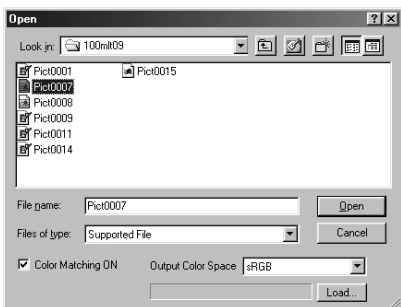 Open
Look in: 100mlt09
Pict0001
Pict0007
Pict0008
Pict0009
Pict0011
Pict0014
Pict0015
File name: Pict0007 Open
Files of type: Supported File Cancel
Color Matching ON Output Color Space sRGB
Load...